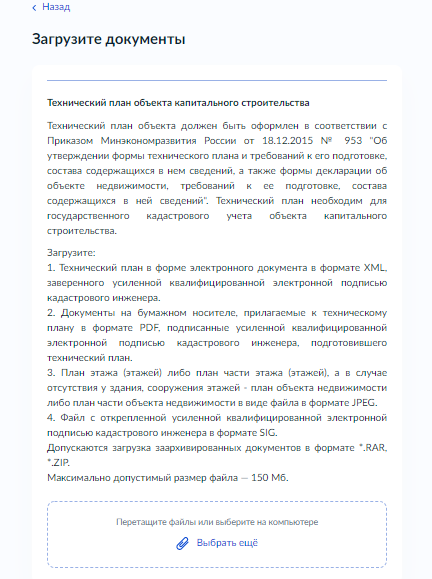 Назад
Загрузите документы
Технический план объекта капитального строительства
Технический план объекта должен быть оформлен в соответствии с
Приказом Минэкономразвития России от 18.12.2015 № 953 "Об
утверждении формы технического плана и требований к его подготовке,
состава содержащихся в нем сведений, а также формы декларации об
объекте недвижимости, требований к ее подготовке, состава
содержащихся в ней сведений". Технический план необходим для
государственного кадастрового учета объекта капитального
строительства.
Загрузите:
1. Технический план в форме электронного документа в формате XML,
заверенного усиленной квалифицированной электронной подписью
кадастрового инженера.
2. Документы на бумажном носителе, прилагаемые к техническому
плану в формате PDF, подписанные усиленной квалифицированной
электронной подписью кадастрового инженера, подготовившего
технический план.
3. План этажа (этажей) либо план части этажа (этажей), а в случае
отсутствия у здания, сооружения этажей - план объекта недвижимости
либо план части объекта недвижимости в виде файла в формате JPEG.
4. Файл с открепленной усиленной квалифицированной электронной
подписью кадастрового инженера в формате SIG.
Допускаются загрузка заархивированных документов в формате *.RAR,
*.ZIP.
Максимально допустимый размер файла — 150 Мб.
Перетащите файлы или выберите на компьютере
Выбрать ещё